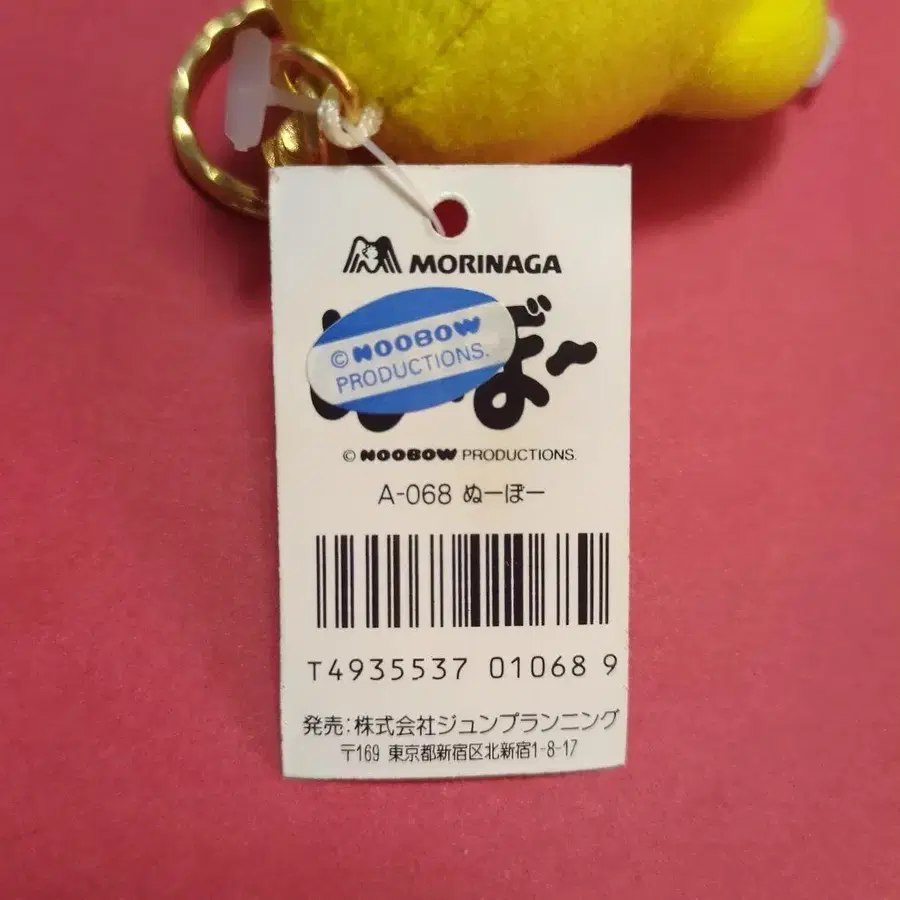 MORINAGA
ぼ〜
© NOOBOW
PRODUCTIONS.
© NOOBOW PRODUCTIONS.
A-068 ぬーぼー
T4935537 01068 9
発売:株式会社ジュンプランニング
〒169 東京都新宿区北新宿1-8-17